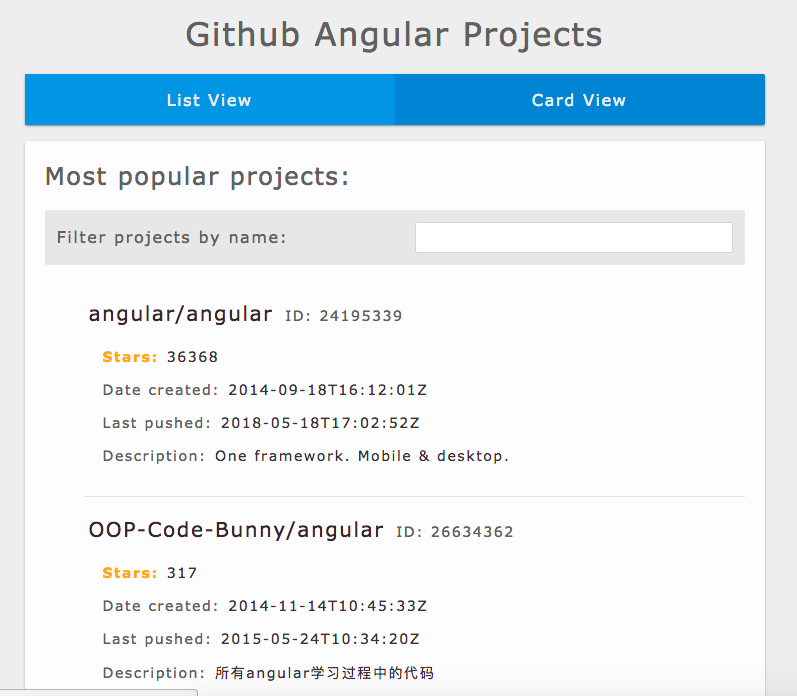 Github Angular Projects
List View Card View
Most popular projects:
Filter projects by name:
angular/angular ID: 24195339
Stars: 36368
Date created: 2014-09-18T16:12:01Z
Last pushed: 2018-05-18T17:02:52Z
Description: One framework. Mobile & desktop.
OOP-Code-Bunny/angular ID: 26634362
Stars: 317
Date created: 2014-11-14T10:45:33Z
Last pushed: 2015-05-24T10:34:20Z
Description: 所有angular学习过程中的代码